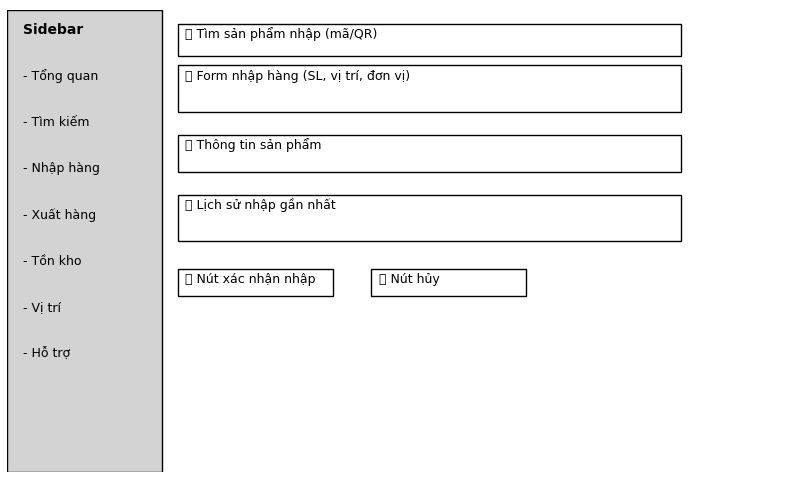 Sidebar
- Tổng quan
- Tìm kiếm
- Nhập hàng
- Xuất hàng
- Tồn kho
- Vị trí
- Hỗ trợ
Tìm sản phẩm nhập (mã/QR)
Form nhập hàng (SL, vị trí, đơn vị)
Thông tin sản phẩm
Lịch sử nhập gần nhất
Nút xác nhận nhập
Nút hủy